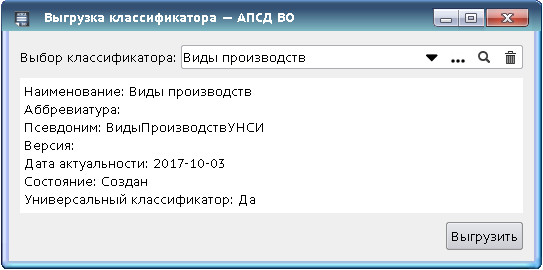 Выгрузка классификатора — АПСД ВО
Выбор классификатора: Виды производств
Наименование: Виды производств
Аббревиатура:
Псевдоним: ВидыПроизводствУНСИ
Версия:
Дата актуальности: 2017-10-03
Состояние: Создан
Универсальный классификатор: Да
Выгрузить